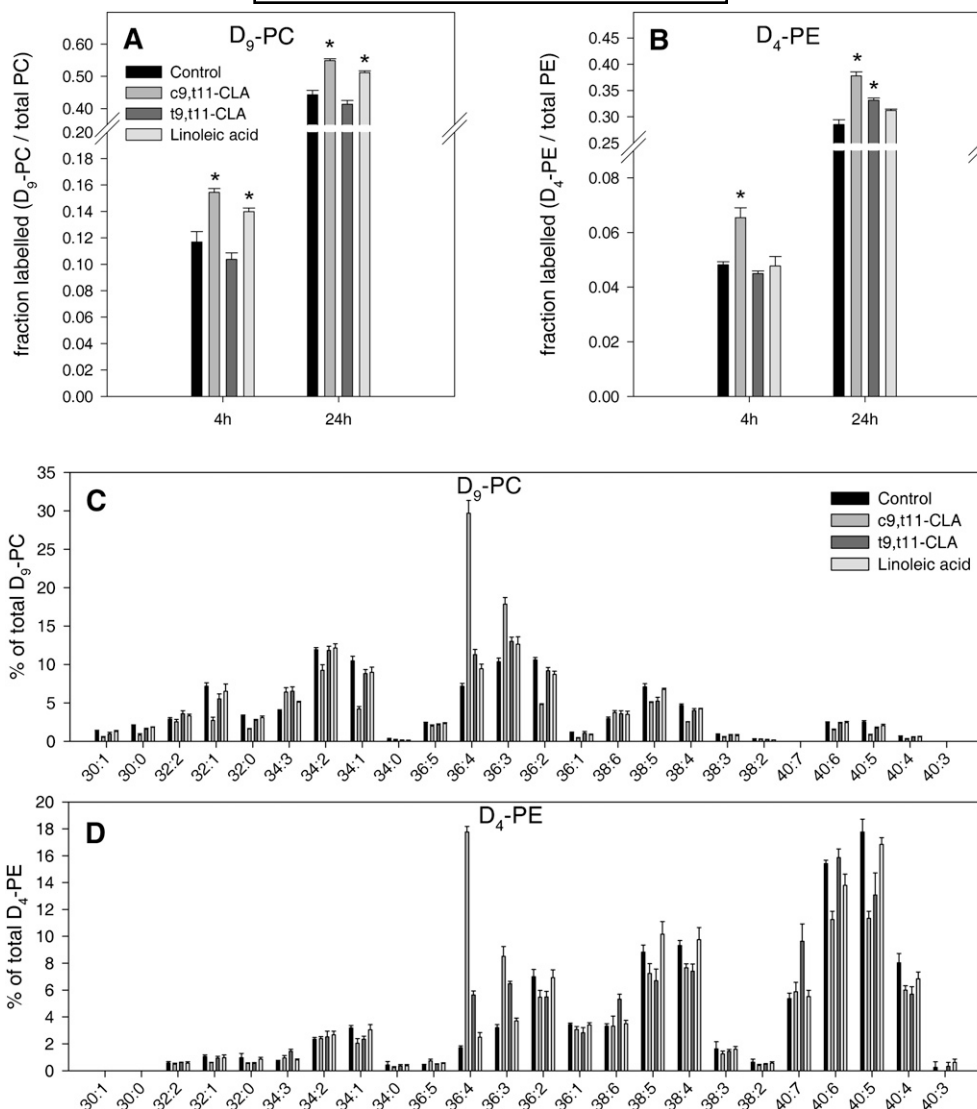 A D₉-PC
fraction labelled (D₉-PC / total PC)
0.60
0.50
0.40
0.20
0.18
0.16
0.14
0.12
0.10
0.08
0.06
0.04
0.02
0.00
Control
c9,t11-CLA
t9,t11-CLA
Linoleic acid
* * * *
4h 24h
B D₄-PE
fraction labelled (D₄-PE / total PE)
0.45
0.40
0.35
0.30
0.25
0.08
0.06
0.04
0.02
0.00
* * *
4h 24h
C D₉-PC
% of total D₉-PC
35
30
25
20
15
10
5
0
Control
c9,t11-CLA
t9,t11-CLA
Linoleic acid
30:1 30:0 32:2 32:1 32:0 34:3 34:2 34:1 34:0 36:5 36:4 36:3 36:2 36:1 38:6 38:5 38:4 38:3 38:2 40:7 40:6 40:5 40:4 40:3
D D₄-PE
% of total D₄-PE
20
18
16
14
12
10
8
6
4
2
0
30:1 30:0 32:2 32:1 32:0 34:3 34:2 34:1 34:0 36:5 36:4 36:3 36:2 36:1 38:6 38:5 38:4 38:3 38:2 40:7 40:6 40:5 40:4 40:3